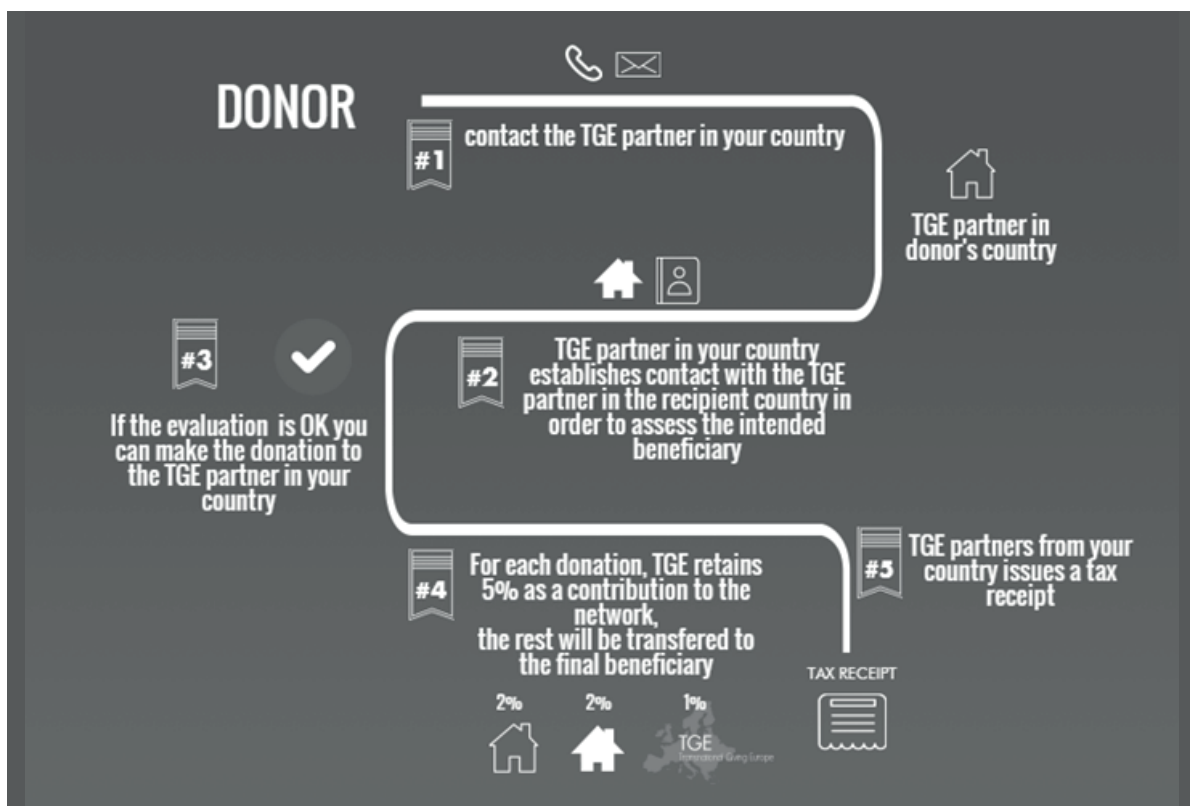 DONOR
#1
contact the TGE partner in your country
TGE partner in
donor's country
#2
TGE partner in your country
establishes contact with the TGE
partner in the recipient country in
order to assess the intended
beneficiary
#3
If the evaluation is OK you
can make the donation to
the TGE partner in your
country
#4
For each donation, TGE retains
5% as a contribution to the
network,
the rest will be transfered to
the final beneficiary
2%
2%
1%
TGE
Transnational Giving Europe
#5
TGE partners from your
country issues a tax
receipt
TAX RECEIPT